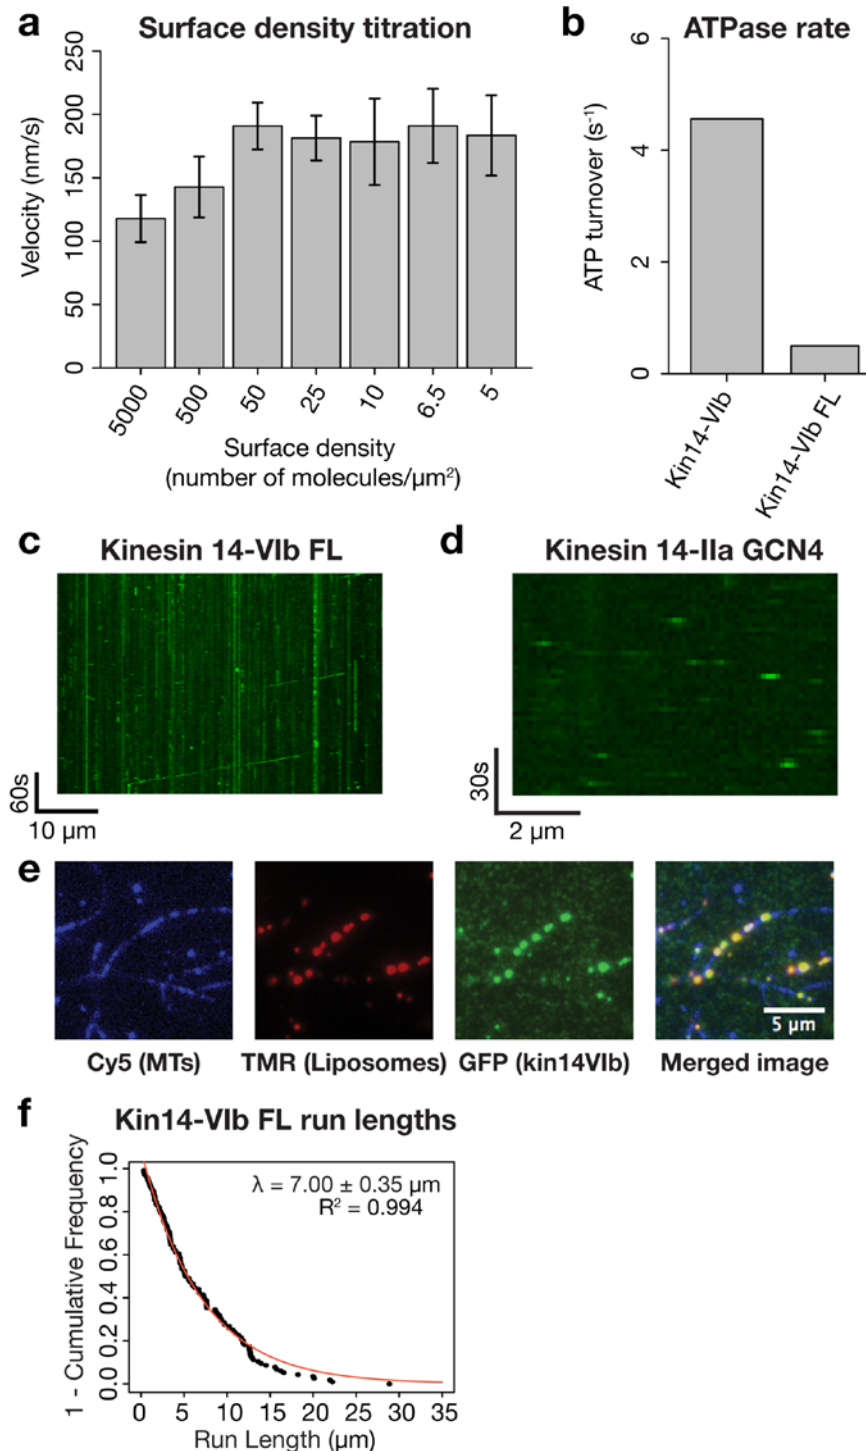 a Surface density titration
Velocity (nm/s)
250
200
150
100
50
0
5000 500 50 25 10 6.5 5
Surface density
(number of molecules/µm²)
b ATPase rate
ATP turnover (s⁻¹)
6
4
2
0
Kin14-VIb
Kin14-VIb FL
c Kinesin 14-VIb FL
60s
10 µm
d Kinesin 14-IIa GCN4
30s
2 µm
e
5 µm
Cy5 (MTs) TMR (Liposomes) GFP (kin14VIb) Merged image
f Kin14-VIb FL run lengths
1 - Cumulative Frequency
1.0
0.8
0.6
0.4
0.2
0.0
λ = 7.00 ± 0.35 µm
R² = 0.994
0 5 10 15 20 25 30 35
Run Length (µm)